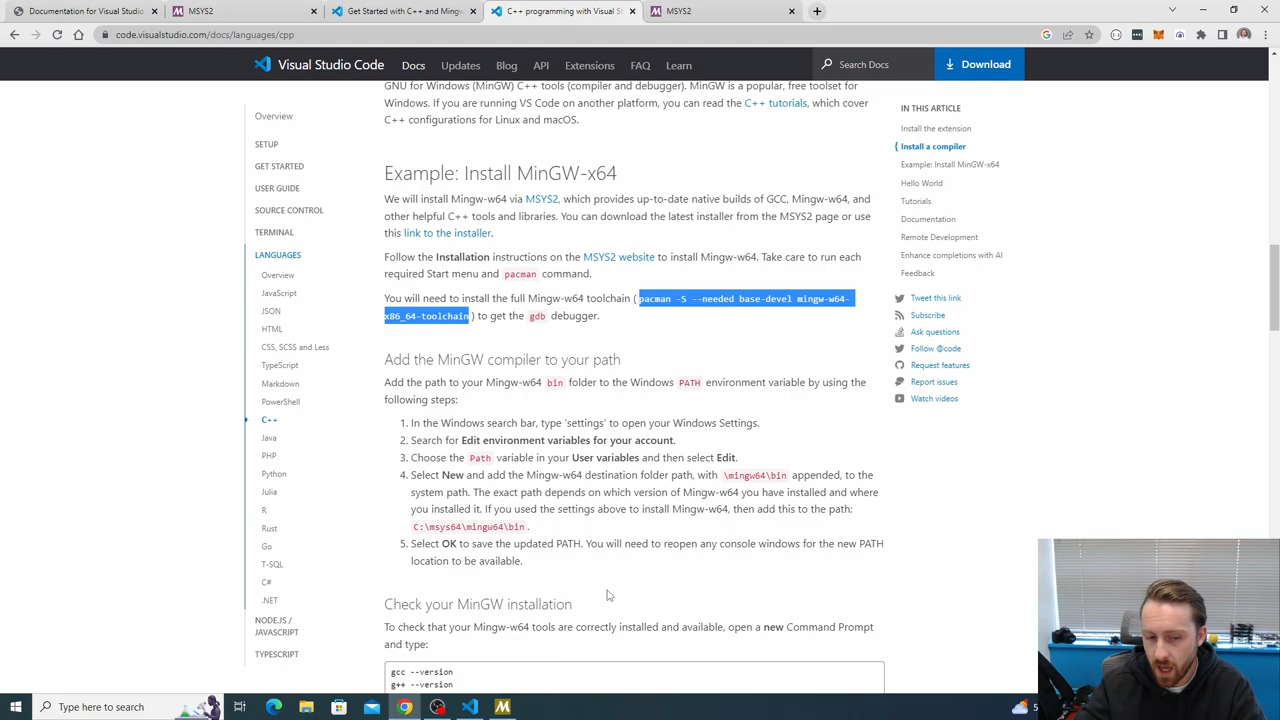 Documentation for Visual Studio C
MSYS2
Get Started with C++ and Mingw
C++ programming with Visual St
MSYS2
code.visualstudio.com/docs/languages/cpp
Visual Studio Code
Docs
Updates
Blog
API
Extensions
FAQ
Learn
Search Docs
Download
GNU for Windows (MinGW) C++ tools (compiler and debugger). MinGW is a popular, free toolset for
Windows. If you are running VS Code on another platform, you can read the C++ tutorials, which cover
C++ configurations for Linux and macOS.
Example: Install MinGW-x64
We will install Mingw-w64 via MSYS2, which provides up-to-date native builds of GCC, Mingw-w64, and
other helpful C++ tools and libraries. You can download the latest installer from the MSYS2 page or use
this link to the installer.
Follow the Installation instructions on the MSYS2 website to install Mingw-w64. Take care to run each
required Start menu and pacman command.
You will need to install the full Mingw-w64 toolchain ( pacman -S --needed base-devel mingw-w64-
x86_64-toolchain ) to get the gdb debugger.
Add the MinGW compiler to your path
Add the path to your Mingw-w64 bin folder to the Windows PATH environment variable by using the
following steps:
1. In the Windows search bar, type 'settings' to open your Windows Settings.
2. Search for Edit environment variables for your account.
3. Choose the Path variable in your User variables and then select Edit.
4. Select New and add the Mingw-w64 destination folder path, with \mingw64\bin appended, to the
system path. The exact path depends on which version of Mingw-w64 you have installed and where
you installed it. If you used the settings above to install Mingw-w64, then add this to the path:
C:\msys64\mingw64\bin.
5. Select OK to save the updated PATH. You will need to reopen any console windows for the new PATH
location to be available.
Check your MinGW installation
To check that your Mingw-w64 tools are correctly installed and available, open a new Command Prompt
and type:
gcc --version
g++ --version
Overview
SETUP
GET STARTED
USER GUIDE
SOURCE CONTROL
TERMINAL
LANGUAGES
Overview
JavaScript
JSON
HTML
CSS, SCSS and Less
TypeScript
Markdown
PowerShell
C++
Java
PHP
Python
Julia
R
Rust
Go
T-SQL
C#
.NET
NODE.JS /
JAVASCRIPT
TYPESCRIPT
IN THIS ARTICLE
Install the extension
Install a compiler
Example: Install MinGW-x64
Hello World
Tutorials
Documentation
Remote Development
Enhance completions with AI
Feedback
Tweet this link
Subscribe
Ask questions
Follow @code
Request features
Report issues
Watch videos
Type here to search